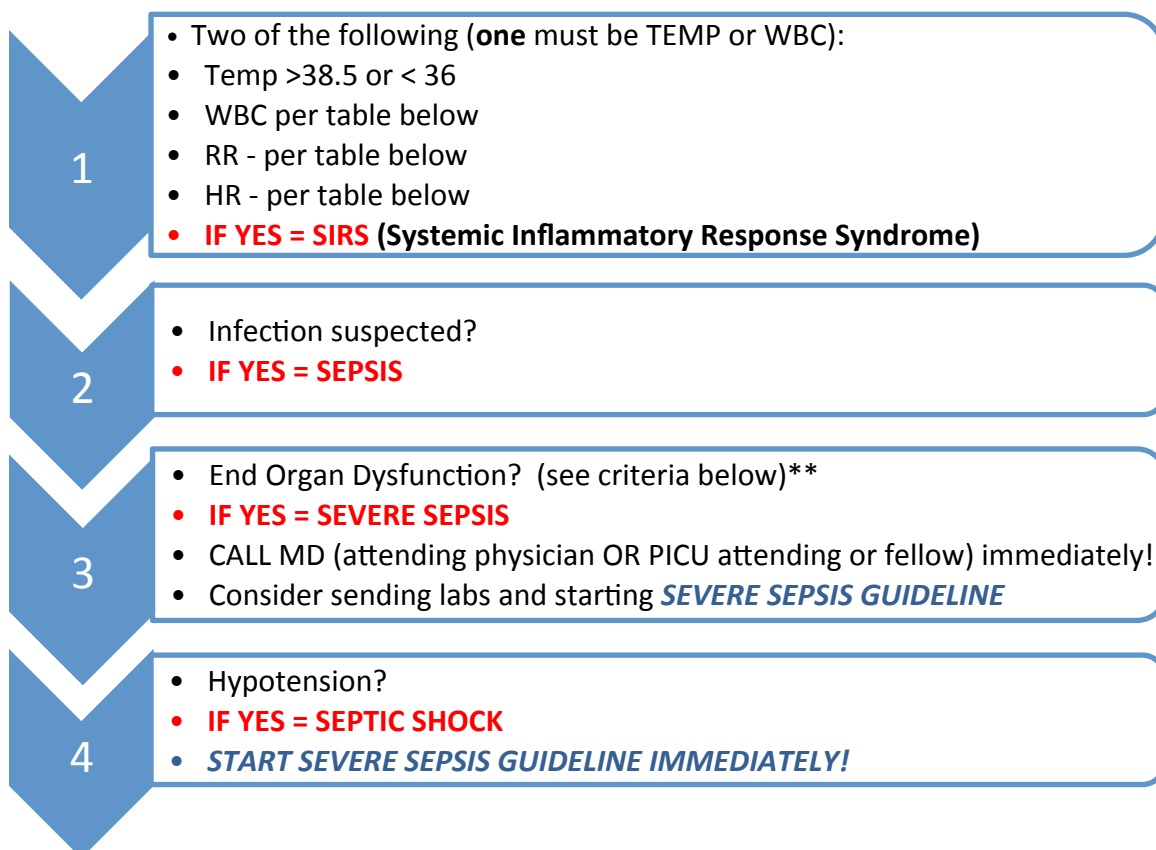 1
• Two of the following (one must be TEMP or WBC):
• Temp >38.5 or < 36
• WBC per table below
• RR - per table below
• HR - per table below
• IF YES = SIRS (Systemic Inflammatory Response Syndrome)
2
• Infection suspected?
• IF YES = SEPSIS
3
• End Organ Dysfunction? (see criteria below)**
• IF YES = SEVERE SEPSIS
• CALL MD (attending physician OR PICU attending or fellow) immediately!
• Consider sending labs and starting SEVERE SEPSIS GUIDELINE
4
• Hypotension?
• IF YES = SEPTIC SHOCK
• START SEVERE SEPSIS GUIDELINE IMMEDIATELY!